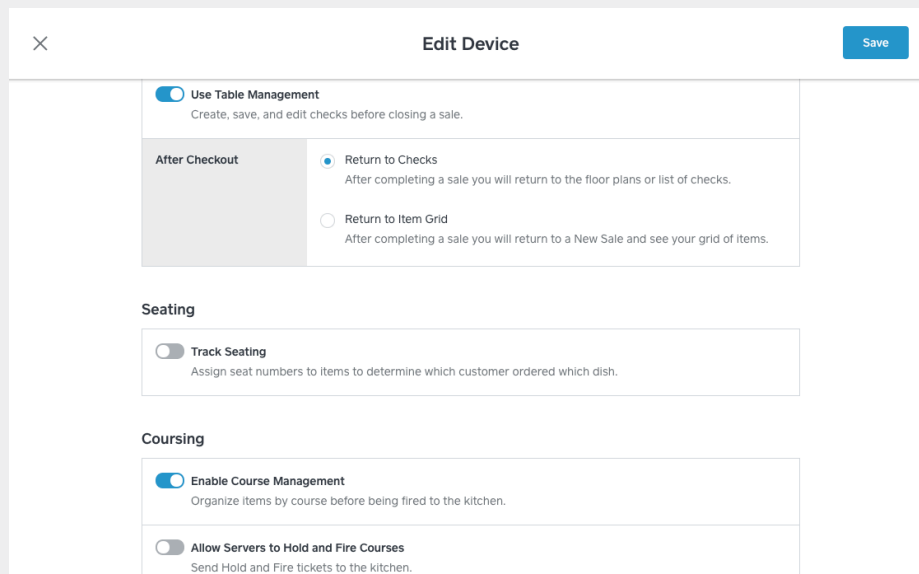 Edit Device
Save
Use Table Management
Create, save, and edit checks before closing a sale.
After Checkout
Return to Checks
After completing a sale you will return to the floor plans or list of checks.
Return to Item Grid
After completing a sale you will return to a New Sale and see your grid of items.
Seating
Track Seating
Assign seat numbers to items to determine which customer ordered which dish.
Coursing
Enable Course Management
Organize items by course before being fired to the kitchen.
Allow Servers to Hold and Fire Courses
Send Hold and Fire tickets to the kitchen.